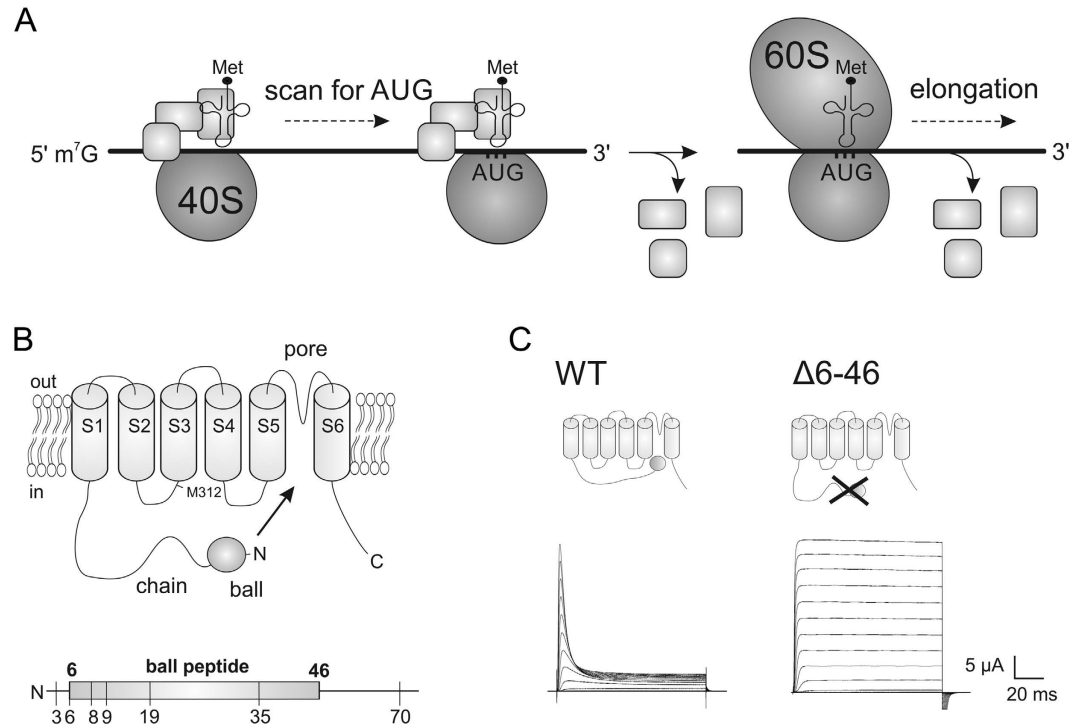 A
Met
scan for AUG
Met
60S
Met
elongation
5' m⁷G
3'
3'
40S
AUG
AUG
B
pore
out
S1
S2
S3
S4
S5
S6
in
M312
N
C
chain
ball
6
ball peptide
46
N
3 6 8 9 19 35 70
C
WT
Δ6-46
5 µA
20 ms